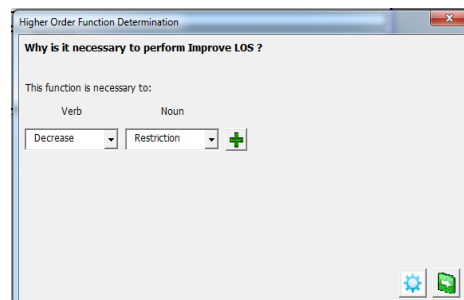 Higher Order Function Determination
Why is it necessary to perform Improve LOS ?
This function is necessary to:
Verb Noun
Decrease Restriction